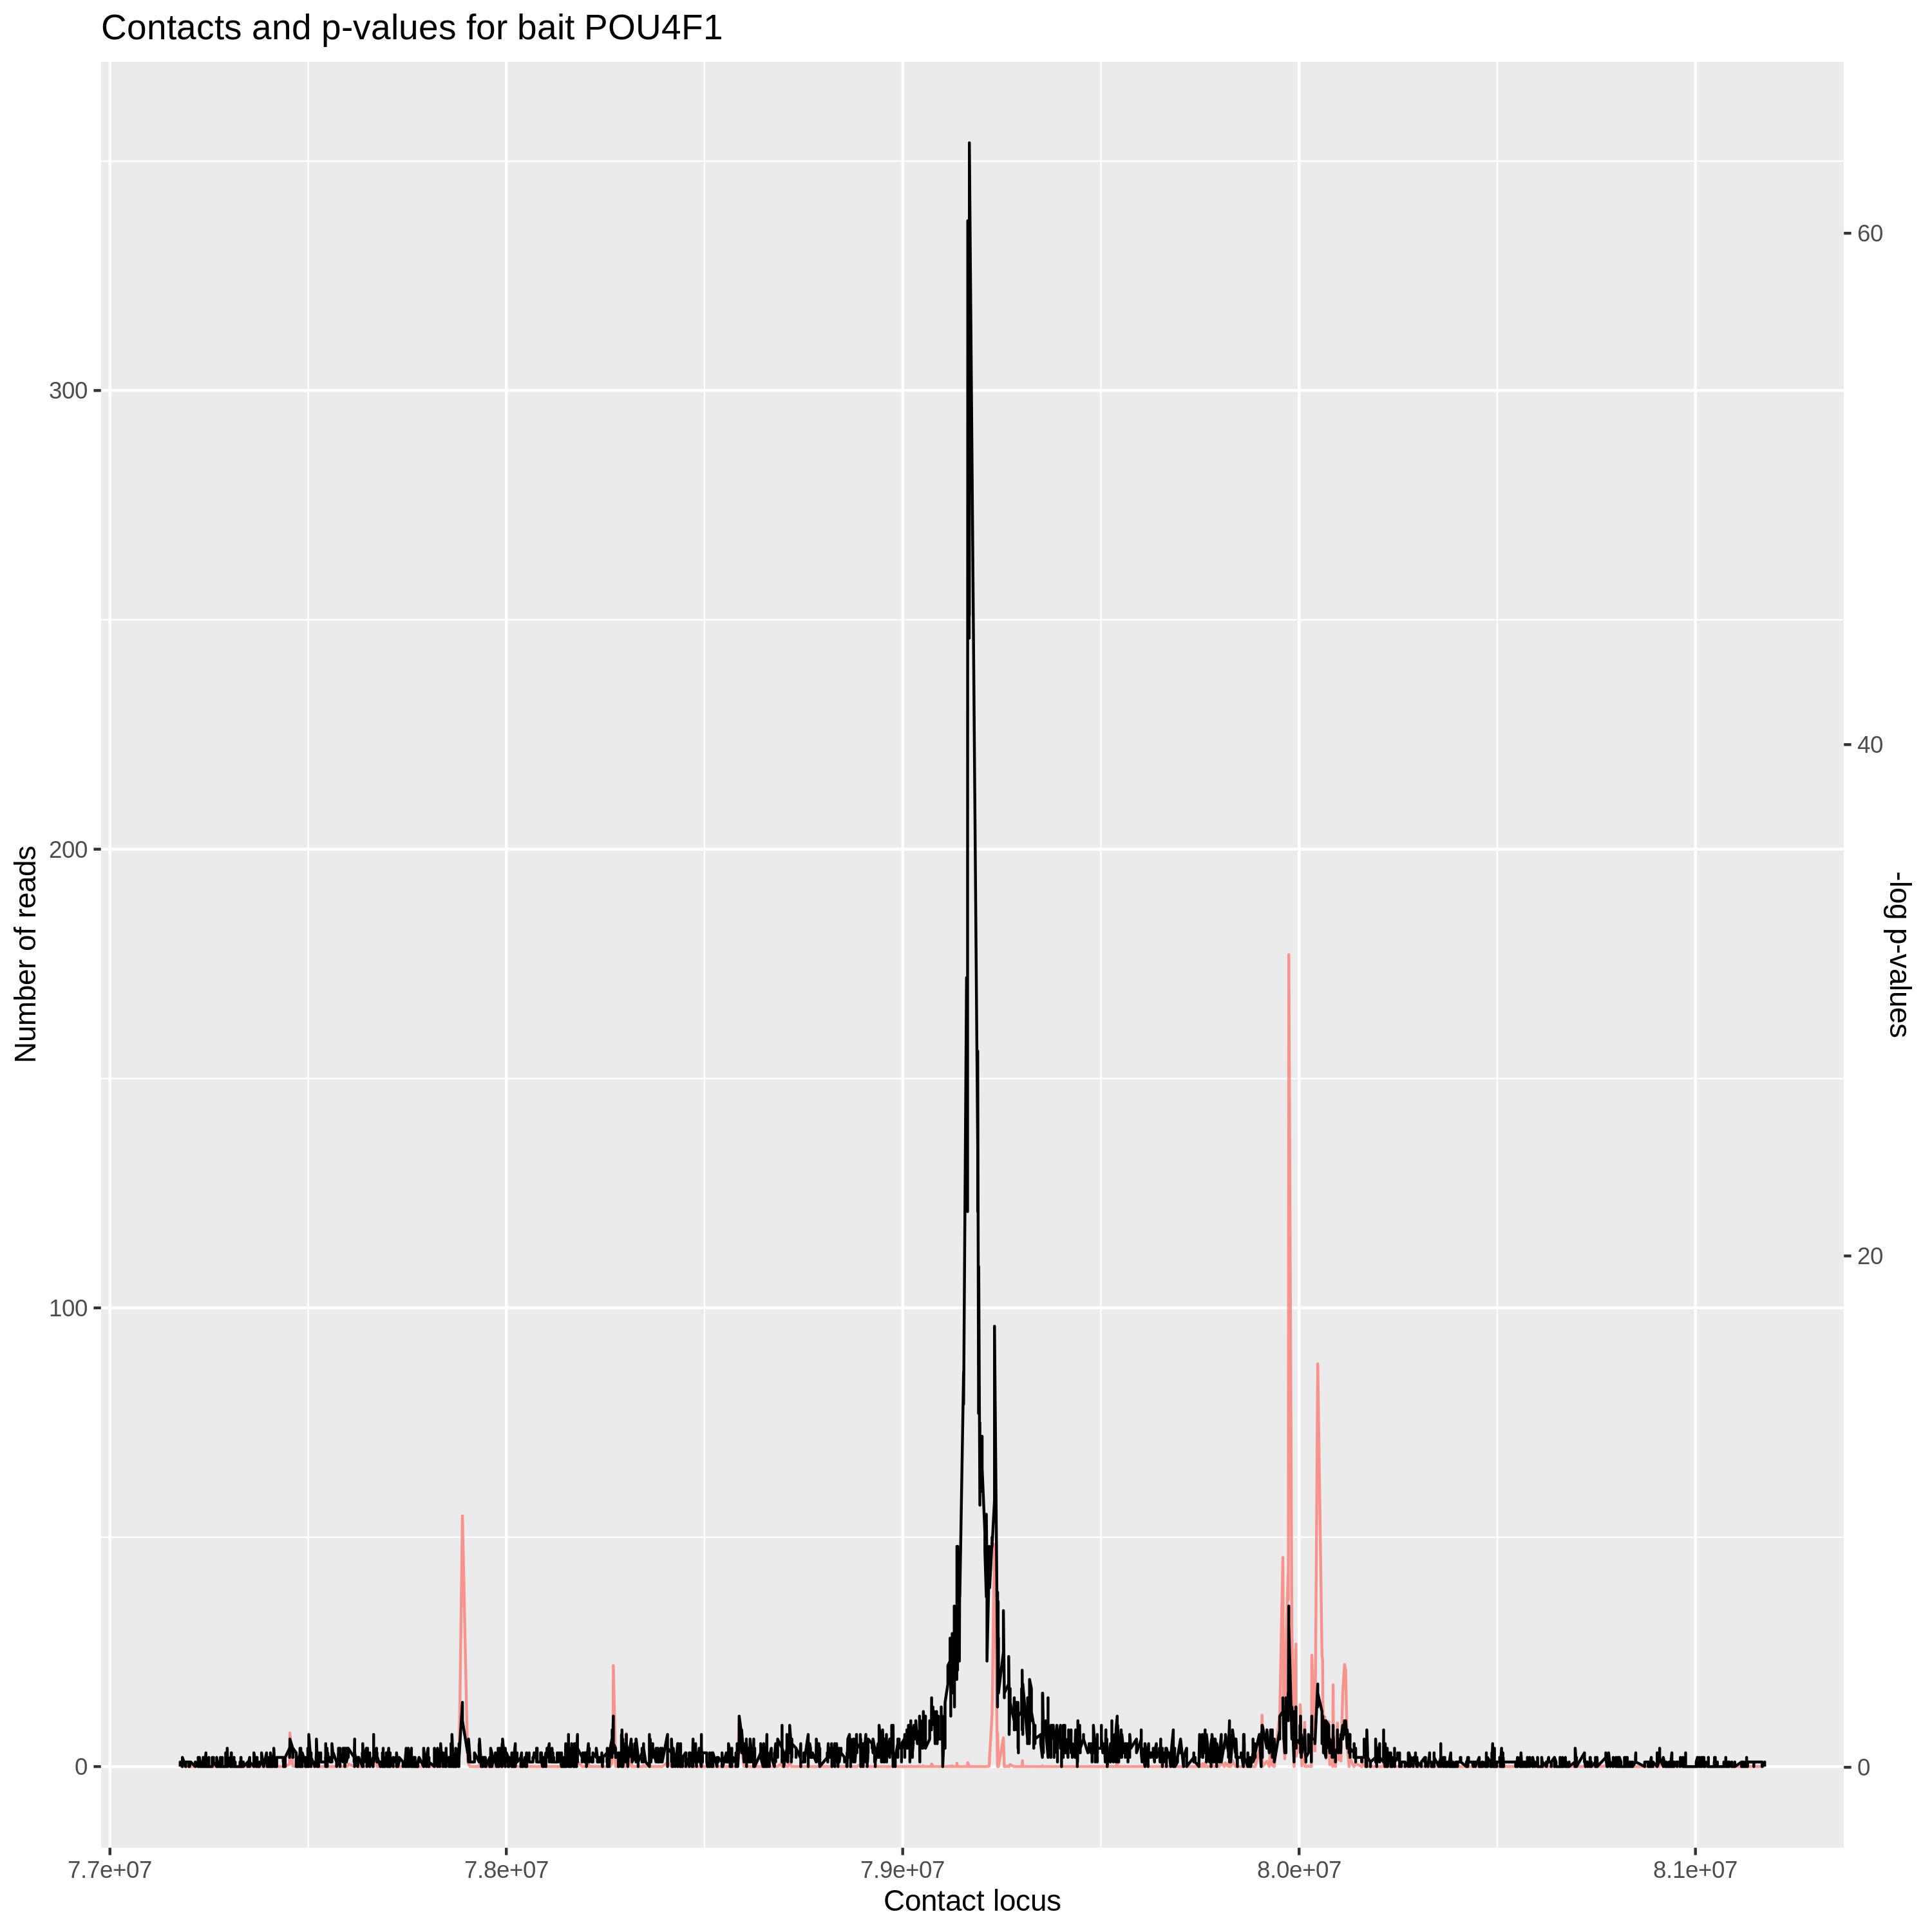 Contacts and p-values for bait POU4F1
300
200
100
0
Number of reads
60
40
20
0
-log p-values
7.7e+07 7.8e+07 7.9e+07 8.0e+07 8.1e+07
Contact locus